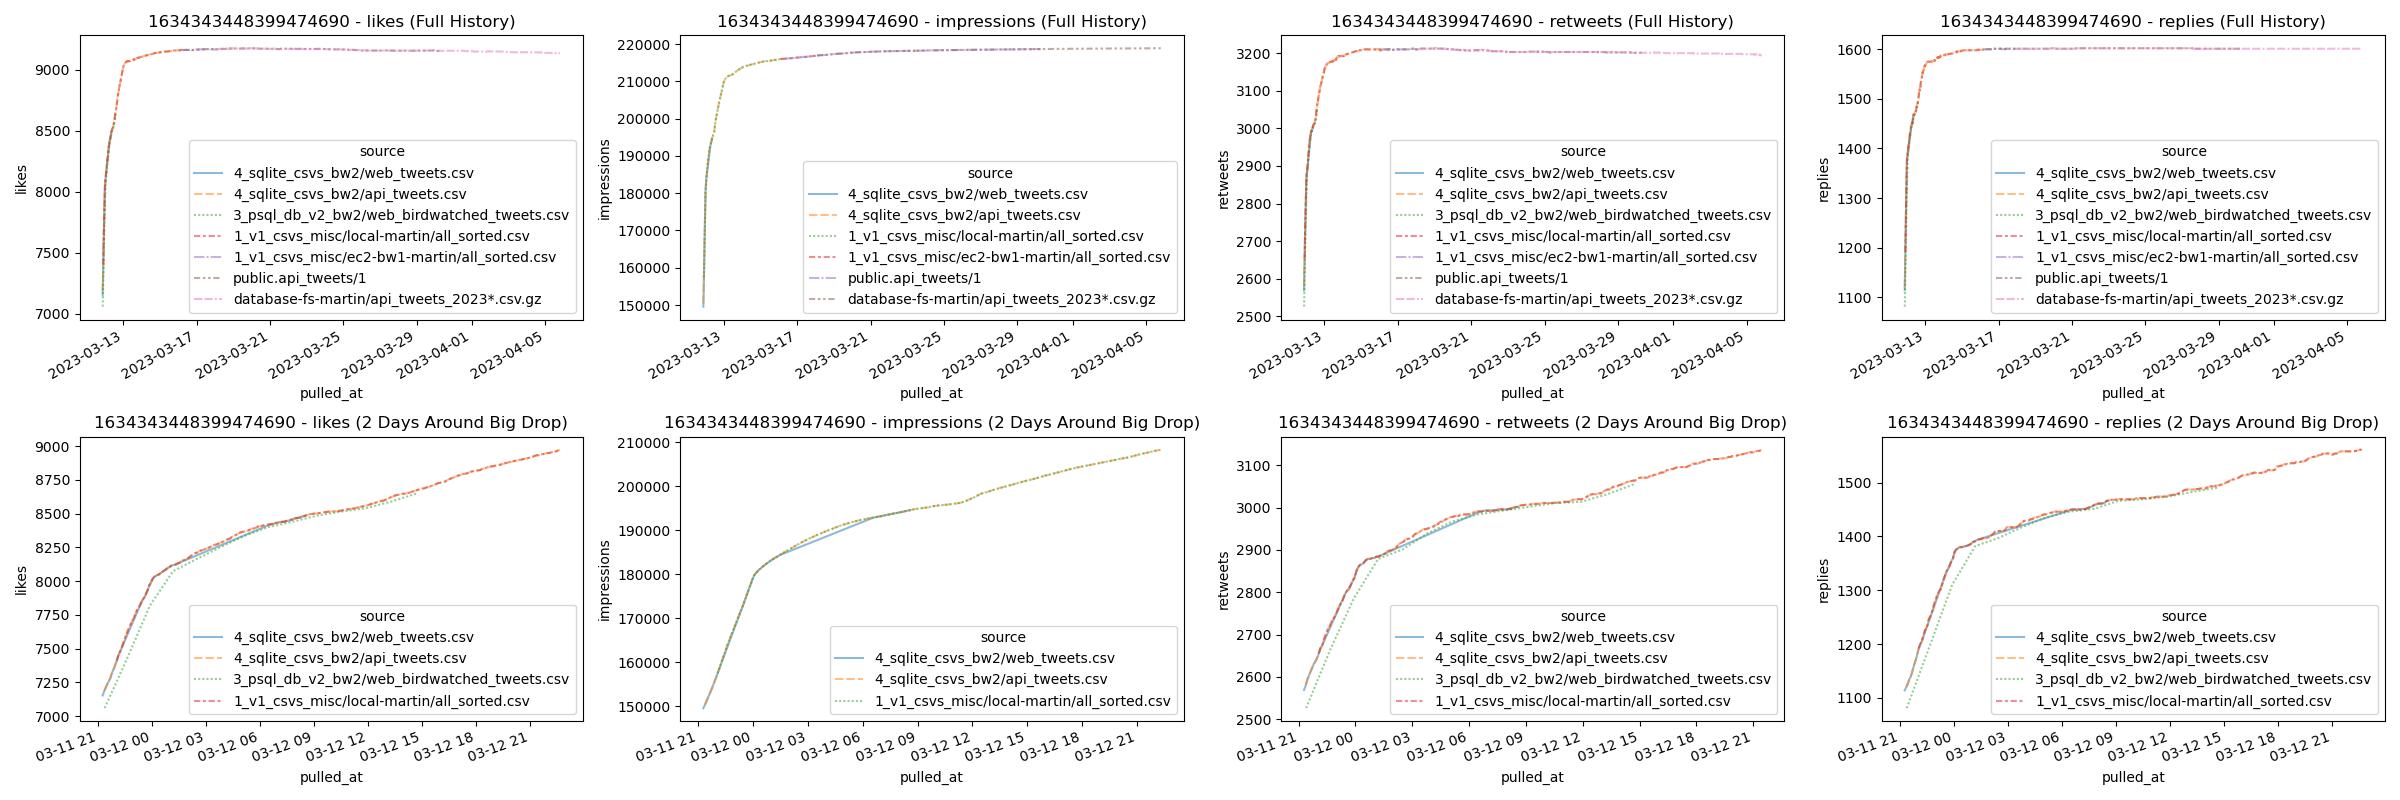 1634343448399474690 - likes (Full History)
likes
9000
8500
8000
7500
7000
source
4_sqlite_csvs_bw2/web_tweets.csv
4_sqlite_csvs_bw2/api_tweets.csv
3_psql_db_v2_bw2/web_birdwatched_tweets.csv
1_v1_csvs_misc/local-martin/all_sorted.csv
1_v1_csvs_misc/ec2-bw1-martin/all_sorted.csv
public.api_tweets/1
database-fs-martin/api_tweets_2023*.csv.gz
2023-03-13
2023-03-17
2023-03-21
2023-03-25
2023-03-29
2023-04-01
2023-04-05
pulled_at
1634343448399474690 - impressions (Full History)
impressions
220000
210000
200000
190000
180000
170000
160000
150000
source
4_sqlite_csvs_bw2/web_tweets.csv
4_sqlite_csvs_bw2/api_tweets.csv
1_v1_csvs_misc/local-martin/all_sorted.csv
1_v1_csvs_misc/ec2-bw1-martin/all_sorted.csv
public.api_tweets/1
database-fs-martin/api_tweets_2023*.csv.gz
2023-03-13
2023-03-17
2023-03-21
2023-03-25
2023-03-29
2023-04-01
2023-04-05
pulled_at
1634343448399474690 - retweets (Full History)
retweets
3200
3100
3000
2900
2800
2700
2600
2500
source
4_sqlite_csvs_bw2/web_tweets.csv
4_sqlite_csvs_bw2/api_tweets.csv
3_psql_db_v2_bw2/web_birdwatched_tweets.csv
1_v1_csvs_misc/local-martin/all_sorted.csv
1_v1_csvs_misc/ec2-bw1-martin/all_sorted.csv
public.api_tweets/1
database-fs-martin/api_tweets_2023*.csv.gz
2023-03-13
2023-03-17
2023-03-21
2023-03-25
2023-03-29
2023-04-01
2023-04-05
pulled_at
1634343448399474690 - replies (Full History)
replies
1600
1500
1400
1300
1200
1100
source
4_sqlite_csvs_bw2/web_tweets.csv
4_sqlite_csvs_bw2/api_tweets.csv
3_psql_db_v2_bw2/web_birdwatched_tweets.csv
1_v1_csvs_misc/local-martin/all_sorted.csv
1_v1_csvs_misc/ec2-bw1-martin/all_sorted.csv
public.api_tweets/1
database-fs-martin/api_tweets_2023*.csv.gz
2023-03-13
2023-03-17
2023-03-21
2023-03-25
2023-03-29
2023-04-01
2023-04-05
pulled_at
1634343448399474690 - likes (2 Days Around Big Drop)
likes
9000
8750
8500
8250
8000
7750
7500
7250
7000
source
4_sqlite_csvs_bw2/web_tweets.csv
4_sqlite_csvs_bw2/api_tweets.csv
3_psql_db_v2_bw2/web_birdwatched_tweets.csv
1_v1_csvs_misc/local-martin/all_sorted.csv
03-11 21
03-12 00
03-12 03
03-12 06
03-12 09
03-12 12
03-12 15
03-12 18
03-12 21
pulled_at
1634343448399474690 - impressions (2 Days Around Big Drop)
impressions
210000
200000
190000
180000
170000
160000
150000
source
4_sqlite_csvs_bw2/web_tweets.csv
4_sqlite_csvs_bw2/api_tweets.csv
1_v1_csvs_misc/local-martin/all_sorted.csv
03-11 21
03-12 00
03-12 03
03-12 06
03-12 09
03-12 12
03-12 15
03-12 18
03-12 21
pulled_at
1634343448399474690 - retweets (2 Days Around Big Drop)
retweets
3100
3000
2900
2800
2700
2600
2500
source
4_sqlite_csvs_bw2/web_tweets.csv
4_sqlite_csvs_bw2/api_tweets.csv
3_psql_db_v2_bw2/web_birdwatched_tweets.csv
1_v1_csvs_misc/local-martin/all_sorted.csv
03-11 21
03-12 00
03-12 03
03-12 06
03-12 09
03-12 12
03-12 15
03-12 18
03-12 21
pulled_at
1634343448399474690 - replies (2 Days Around Big Drop)
replies
1500
1400
1300
1200
1100
source
4_sqlite_csvs_bw2/web_tweets.csv
4_sqlite_csvs_bw2/api_tweets.csv
3_psql_db_v2_bw2/web_birdwatched_tweets.csv
1_v1_csvs_misc/local-martin/all_sorted.csv
03-11 21
03-12 00
03-12 03
03-12 06
03-12 09
03-12 12
03-12 15
03-12 18
03-12 21
pulled_at